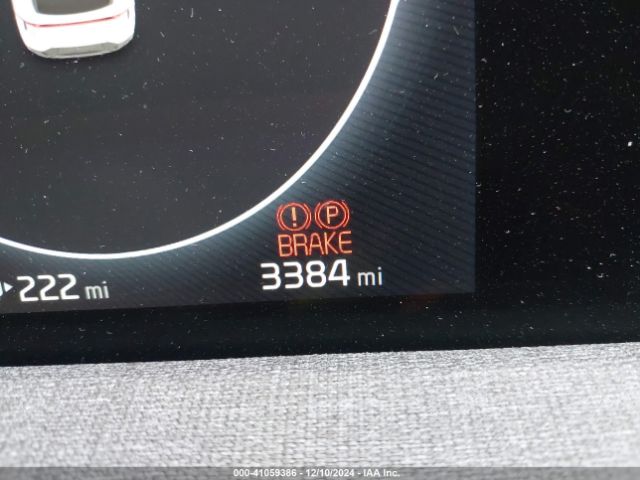 ! P
BRAKE
222 mi 3384 mi
000-41059386 - 12/10/2024 - IAA Inc.